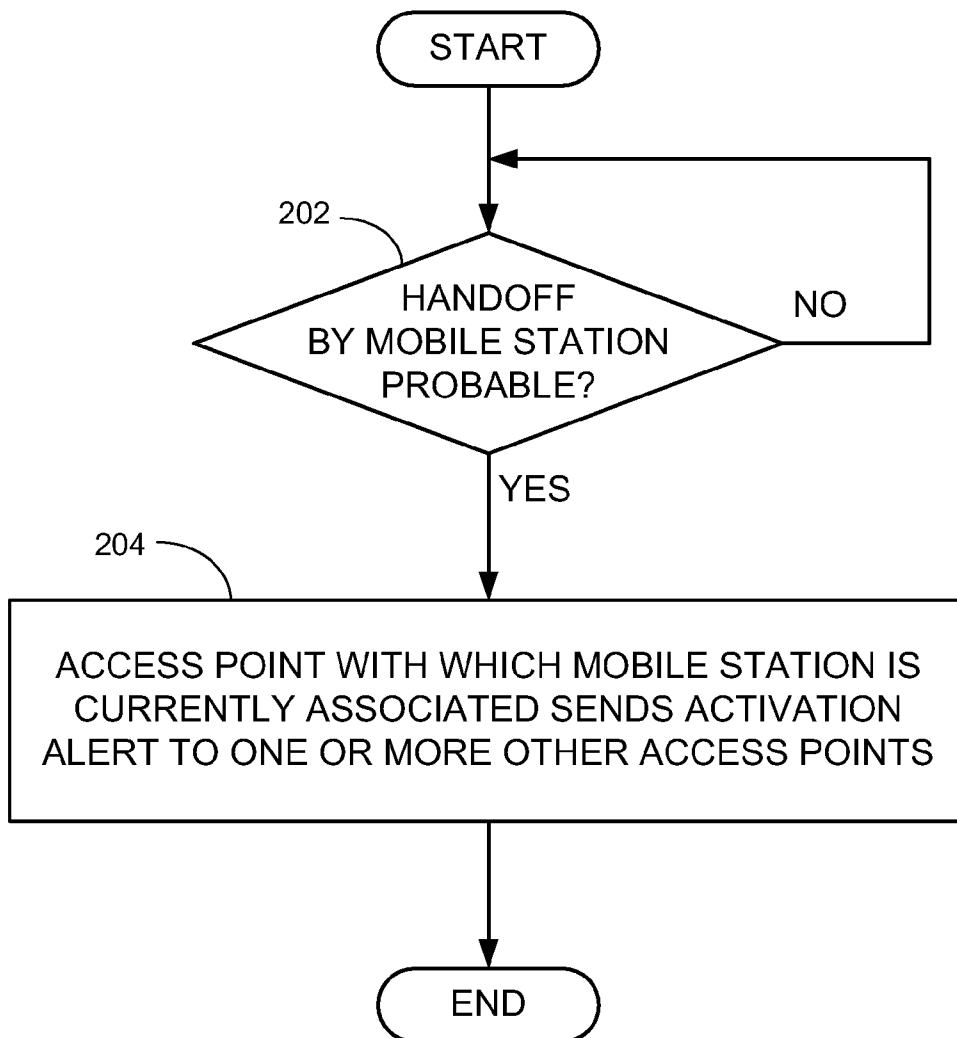 START
202
HANDOFF
BY MOBILE STATION
PROBABLE?
NO
YES
204
ACCESS POINT WITH WHICH MOBILE STATION IS
CURRENTLY ASSOCIATED SENDS ACTIVATION
ALERT TO ONE OR MORE OTHER ACCESS POINTS
END